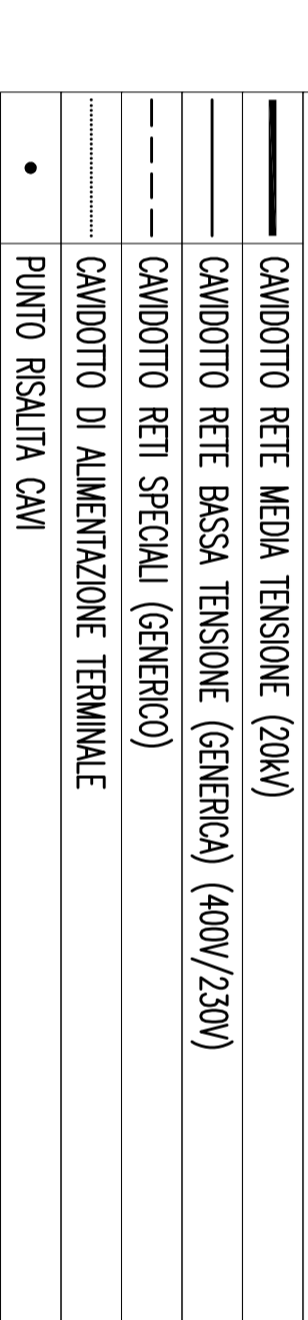 CAVIDOTTO RETE MEDIA TENSIONE (20kV)
CAVIDOTTO RETE BASSA TENSIONE (GENERICA) (400V/230V)
CAVIDOTTO RETI SPECIALI (GENERICO)
CAVIDOTTO DI ALIMENTAZIONE TERMINALE
PUNTO RISALITA CAVI